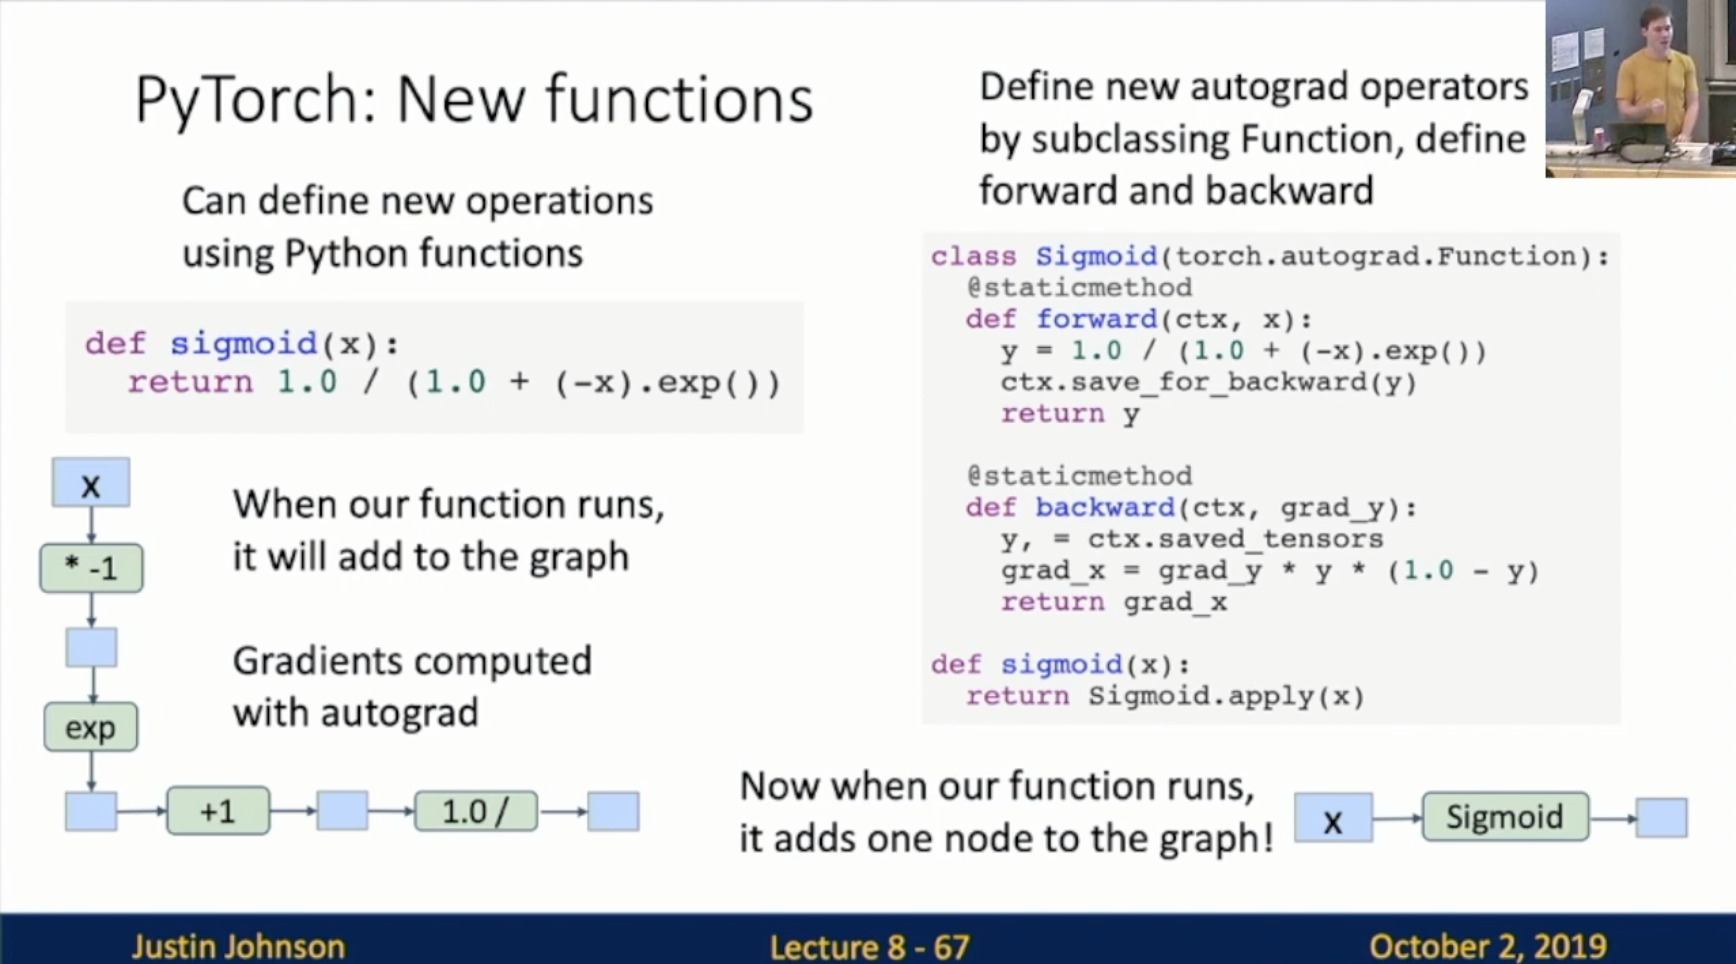 PyTorch: New functions
Can define new operations
using Python functions
def sigmoid(x):
  return 1.0 / (1.0 + (-x).exp())
x
* -1
exp
+1
1.0 /
When our function runs,
it will add to the graph
Gradients computed
with autograd
Define new autograd operators
by subclassing Function, define
forward and backward
class Sigmoid(torch.autograd.Function):
  @staticmethod
  def forward(ctx, x):
    y = 1.0 / (1.0 + (-x).exp())
    ctx.save_for_backward(y)
    return y
  @staticmethod
  def backward(ctx, grad_y):
    y, = ctx.saved_tensors
    grad_x = grad_y * y * (1.0 - y)
    return grad_x
def sigmoid(x):
  return Sigmoid.apply(x)
Now when our function runs,
it adds one node to the graph!
x
Sigmoid
Justin Johnson
Lecture 8 - 67
October 2, 2019